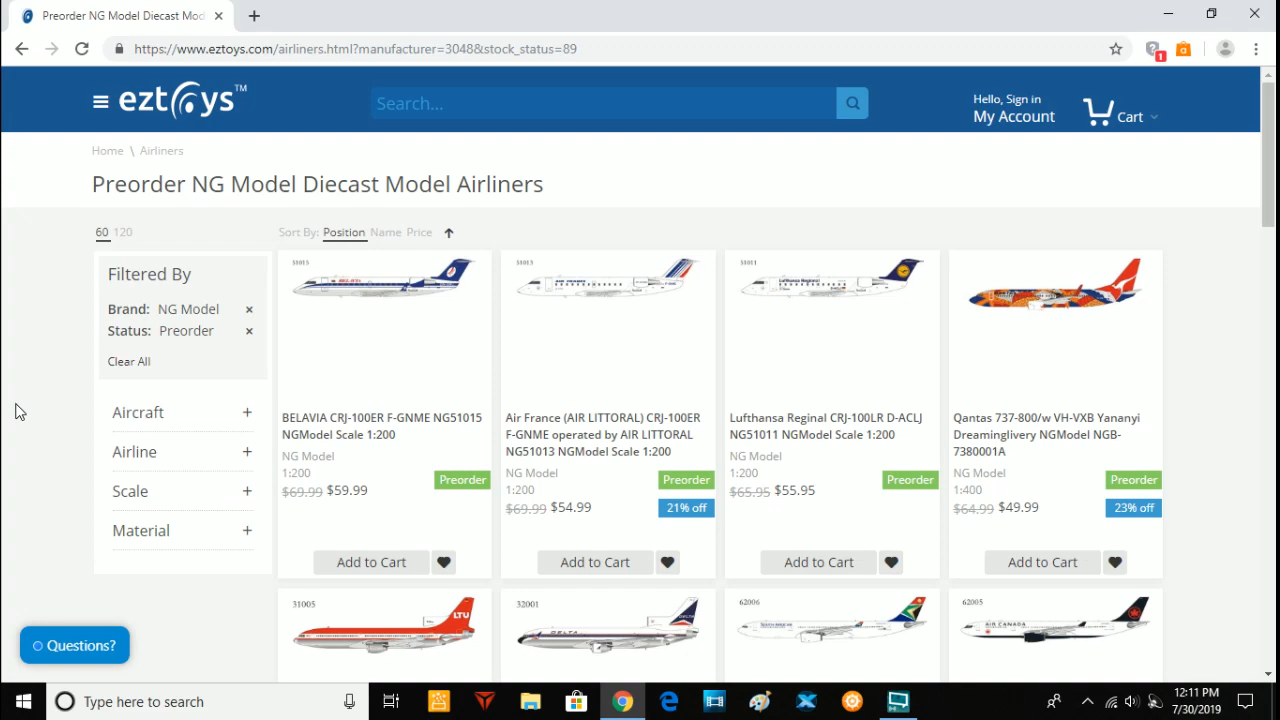 Preorder NG Model Diecast Mod
https://www.eztoys.com/airliners.html?manufacturer=3048&stock_status=89
1
a
eztoys™
Search...
Hello, Sign in
My Account
Cart
Home \ Airliners
Preorder NG Model Diecast Model Airliners
60 120
Sort By: Position Name Price
Filtered By
Brand: NG Model
Status: Preorder
Clear All
Aircraft +
Airline +
Scale +
Material +
BELAVIA CRJ-100ER F-GNME NG51015
NGModel Scale 1:200
NG Model
1:200
$69.99 $59.99
Preorder
Add to Cart
Air France (AIR LITTORAL) CRJ-100ER
F-GNME operated by AIR LITTORAL
NG51013 NGModel Scale 1:200
NG Model
1:200
$69.99 $54.99
Preorder
21% off
Add to Cart
31011
Lufthansa Reginal CRJ-100LR D-ACLJ
NG51011 NGModel Scale 1:200
NG Model
1:200
$65.95 $55.95
Preorder
Add to Cart
Qantas 737-800/w VH-VXB Yananyi
Dreaminglivery NGModel NGB-
7380001A
NG Model
1:400
$64.99 $49.99
Preorder
23% off
Add to Cart
31005
LTU
32001
DELTA
62006
62005
AIR CANADA
Questions?
Type here to search
12:11 PM
7/30/2019